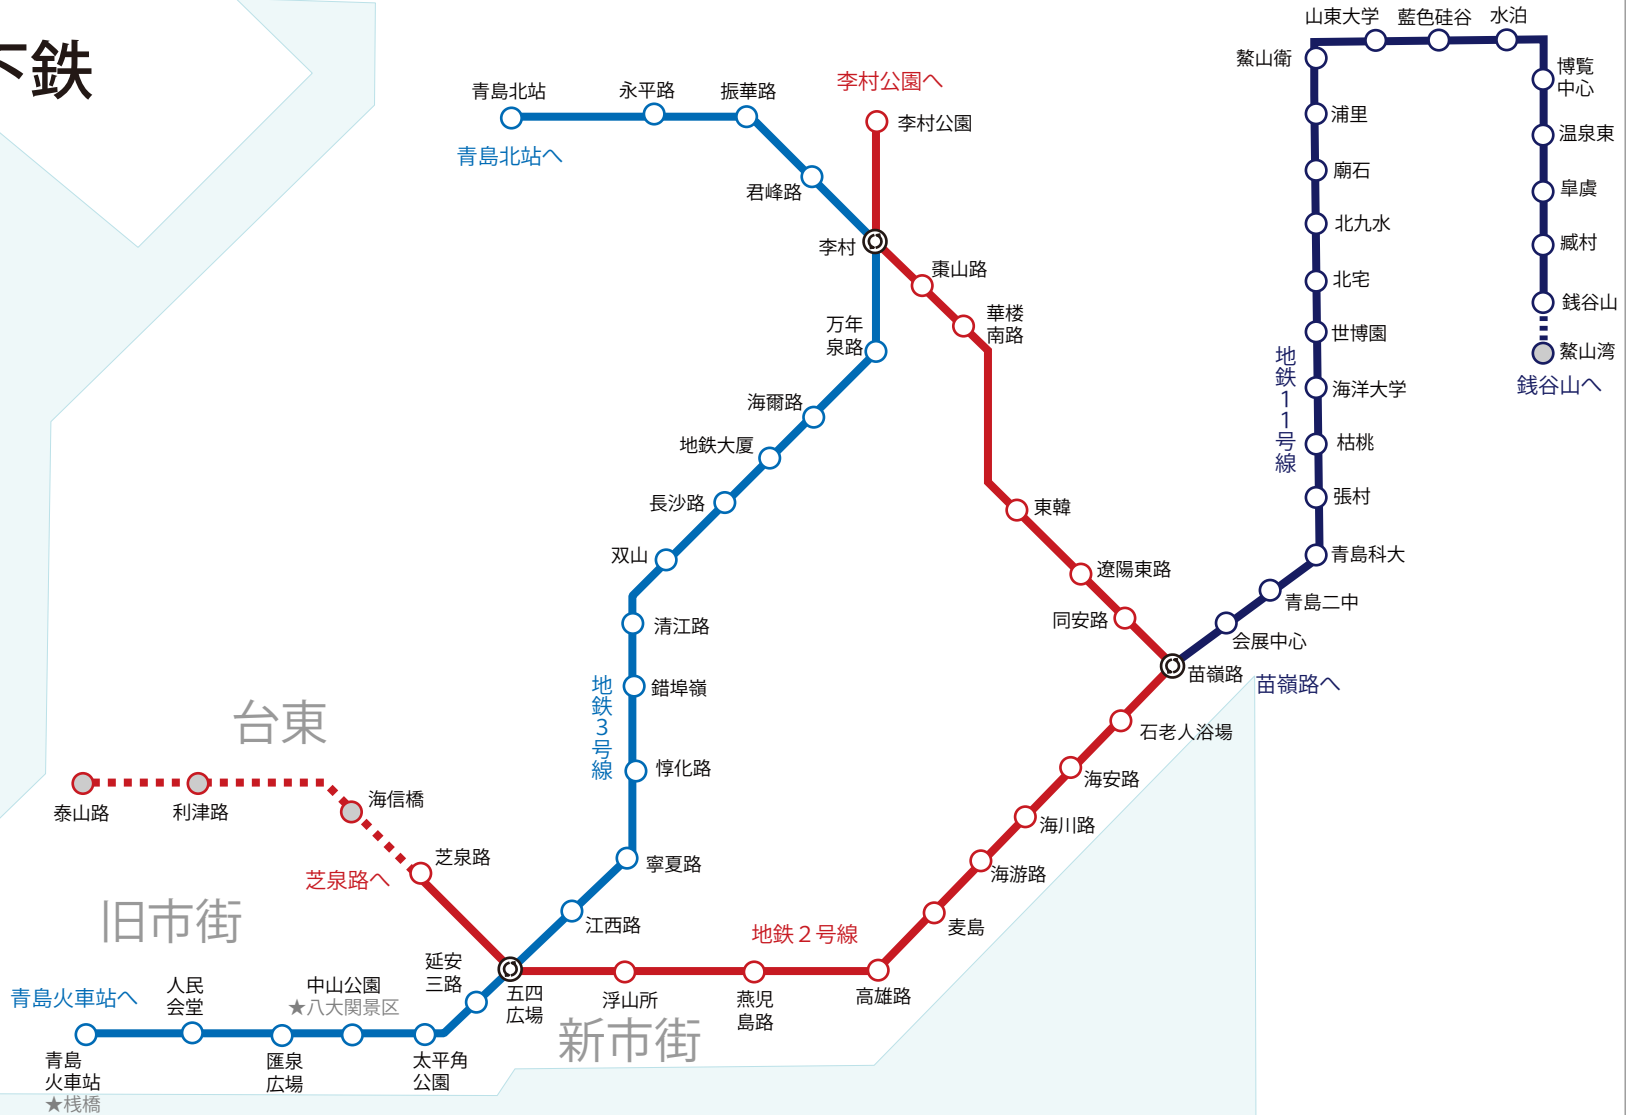 下鉄
青島北站
青島北站へ
永平路
振華路
君峰路
李村公園へ
李村公園
李村
棗山路
華楼
南路
万年
泉路
海爾路
地鉄大厦
長沙路
双山
清江路
錯埠嶺
惇化路
寧夏路
江西路
地鉄3号線
東韓
遼陽東路
同安路
苗嶺路
苗嶺路へ
石老人浴場
海安路
海川路
海游路
麦島
高雄路
地鉄２号線
燕児
島路
浮山所
五四
広場
延安
三路
芝泉路
芝泉路へ
海信橋
利津路
泰山路
台東
旧市街
新市街
青島火車站へ
青島
火車站
★桟橋
人民
会堂
匯泉
広場
中山公園
★八大関景区
太平角
公園
会展中心
青島二中
青島科大
張村
枯桃
海洋大学
世博園
北宅
北九水
廟石
浦里
鰲山衛
地鉄11号線
山東大学
藍色硅谷
水泊
博覧
中心
温泉東
皐虞
臧村
銭谷山
鰲山湾
銭谷山へ